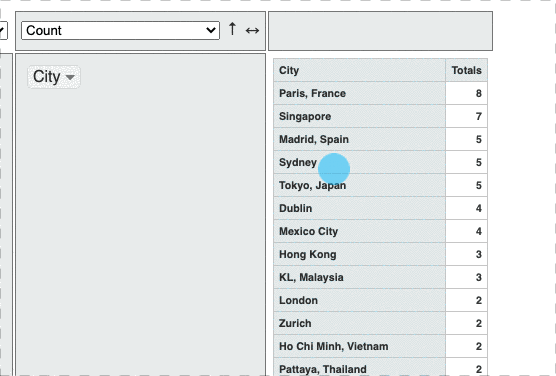 Count ↑ ↔
City
City Totals
Paris, France 8
Singapore 7
Madrid, Spain 5
Sydney 5
Tokyo, Japan 5
Dublin 4
Mexico City 4
Hong Kong 3
KL, Malaysia 3
London 2
Zurich 2
Ho Chi Minh, Vietnam 2
Pattaya, Thailand 2